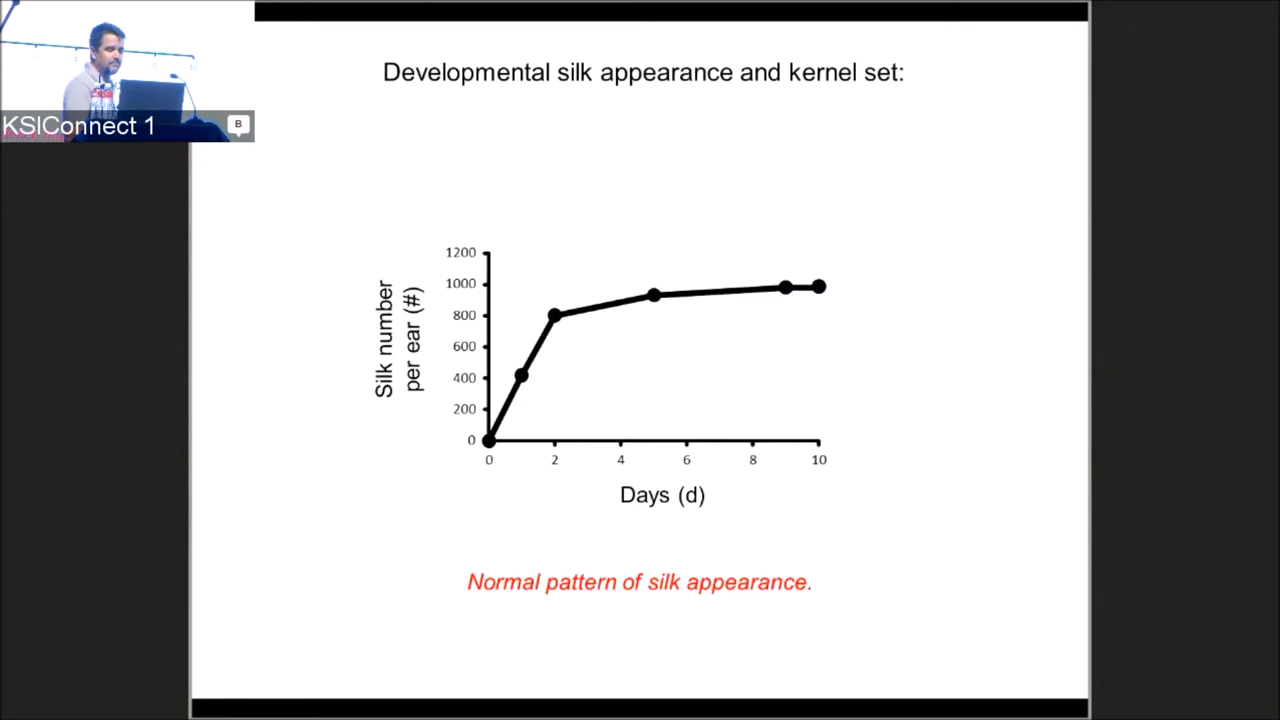 Developmental silk appearance and kernel set:
KSIConnect 1
B
Silk number
per ear (#)
1200
1000
800
600
400
200
0
0 2 4 6 8 10
Days (d)
Normal pattern of silk appearance.